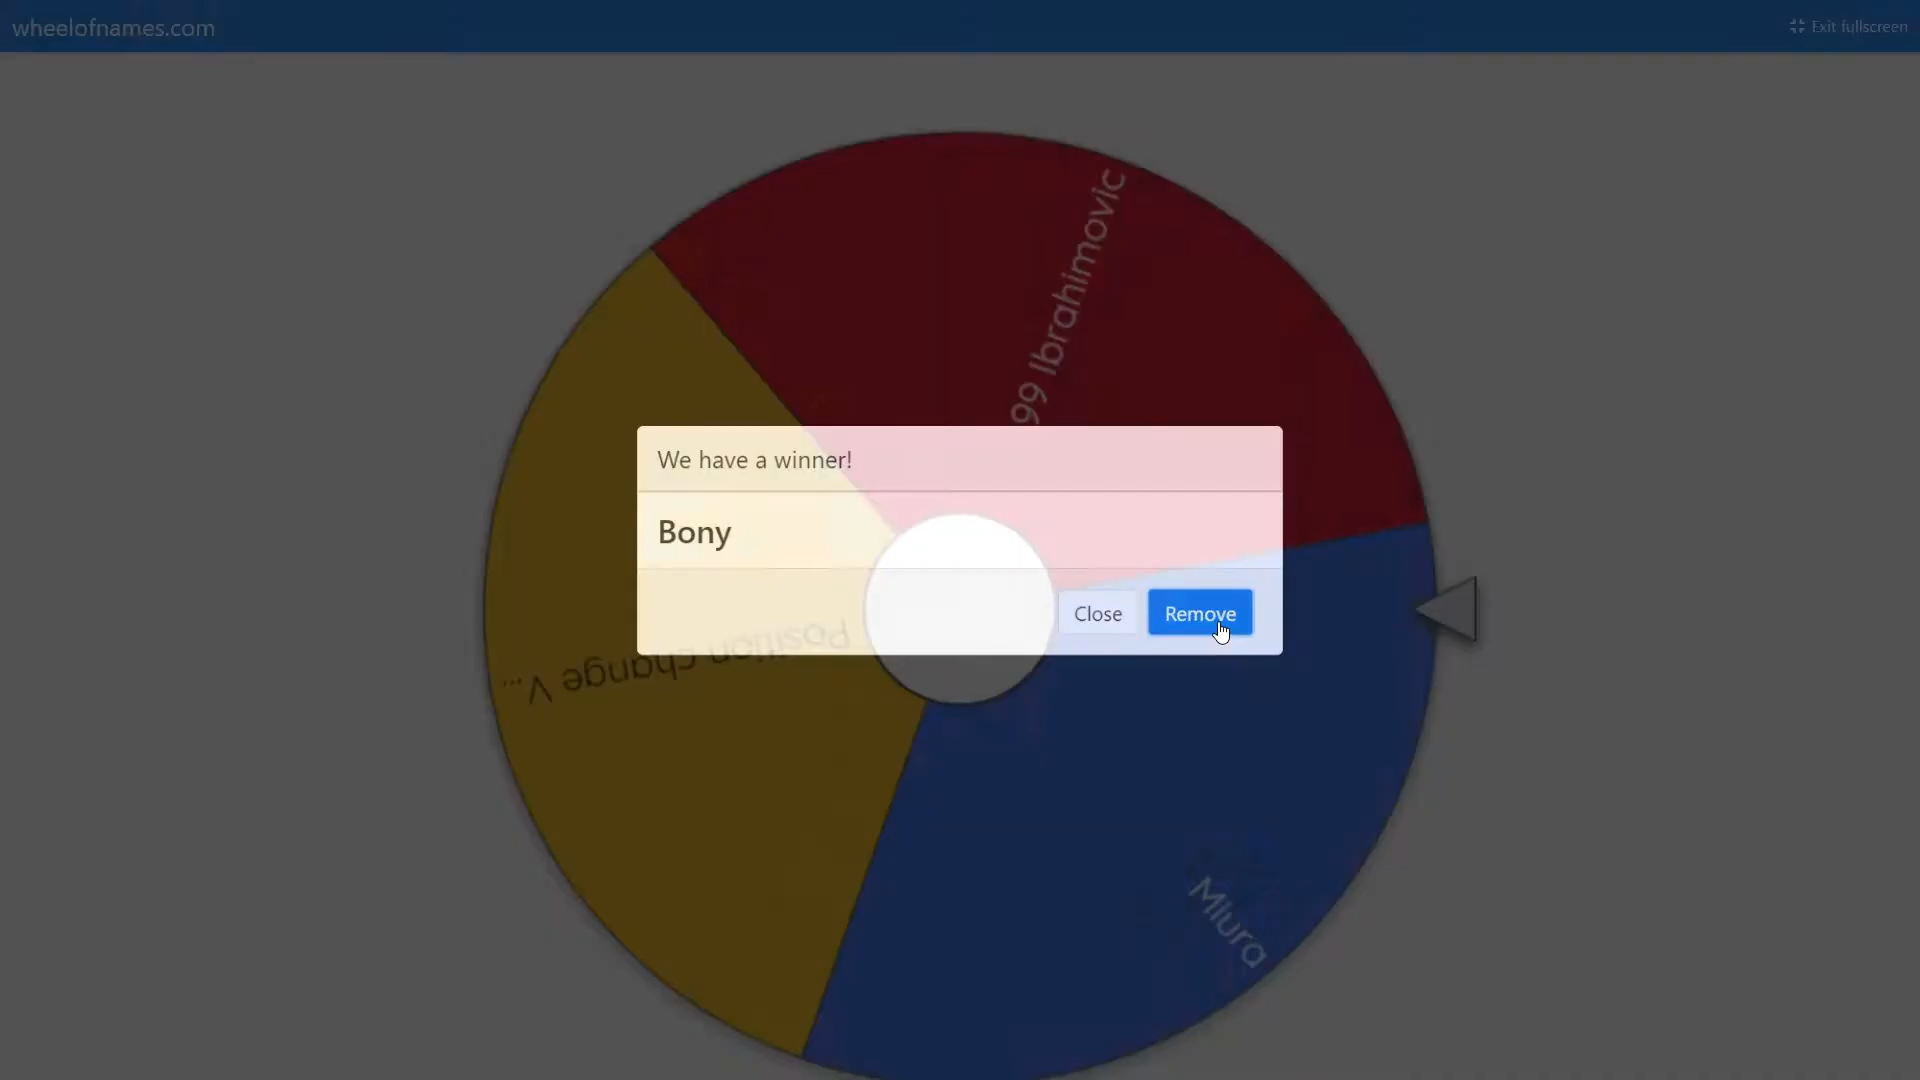 wheelofnames.com
Exit fullscreen
99 Ibrahimovic
We have a winner!
Bony
Close
Remove
Position change V...
Miura